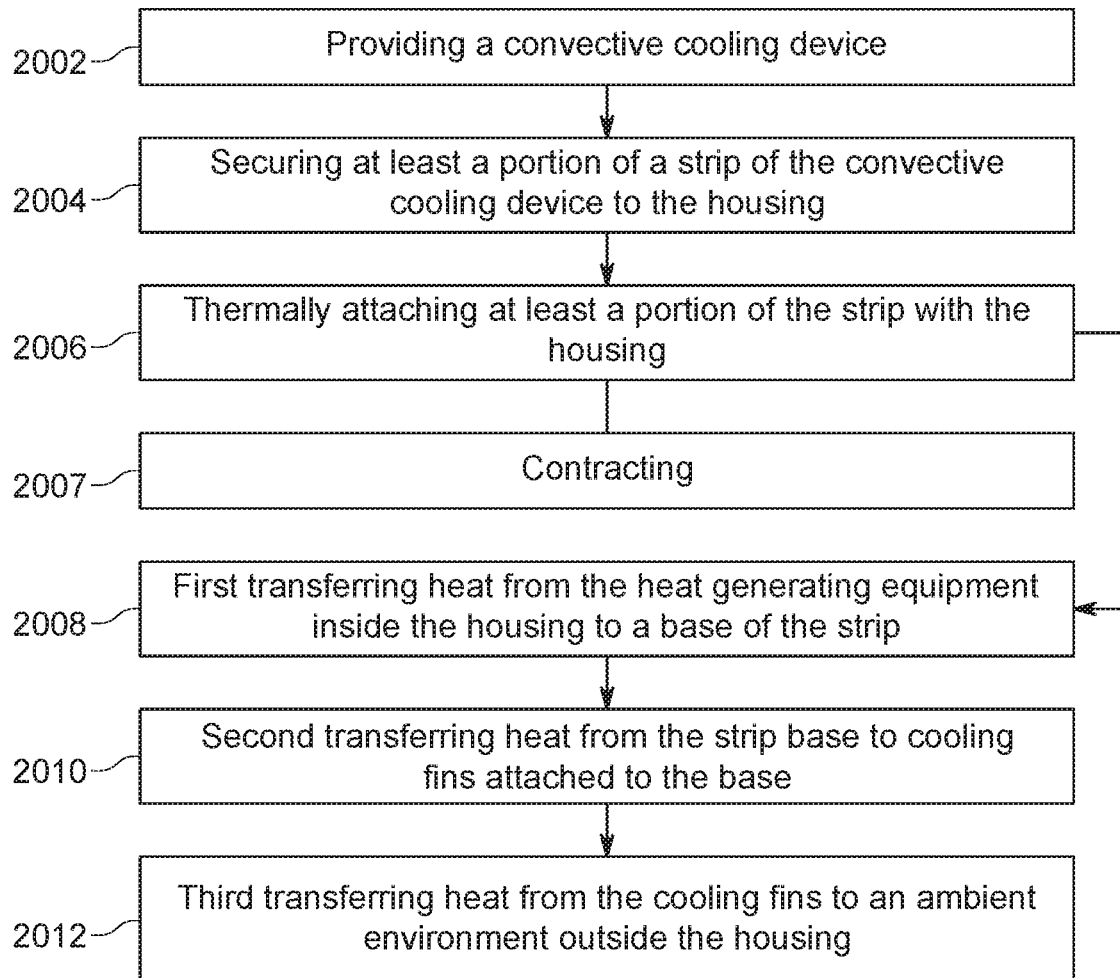 2002
Providing a convective cooling device
2004
Securing at least a portion of a strip of the convective
cooling device to the housing
2006
Thermally attaching at least a portion of the strip with the
housing
2007
Contracting
2008
First transferring heat from the heat generating equipment
inside the housing to a base of the strip
2010
Second transferring heat from the strip base to cooling
fins attached to the base
2012
Third transferring heat from the cooling fins to an ambient
environment outside the housing